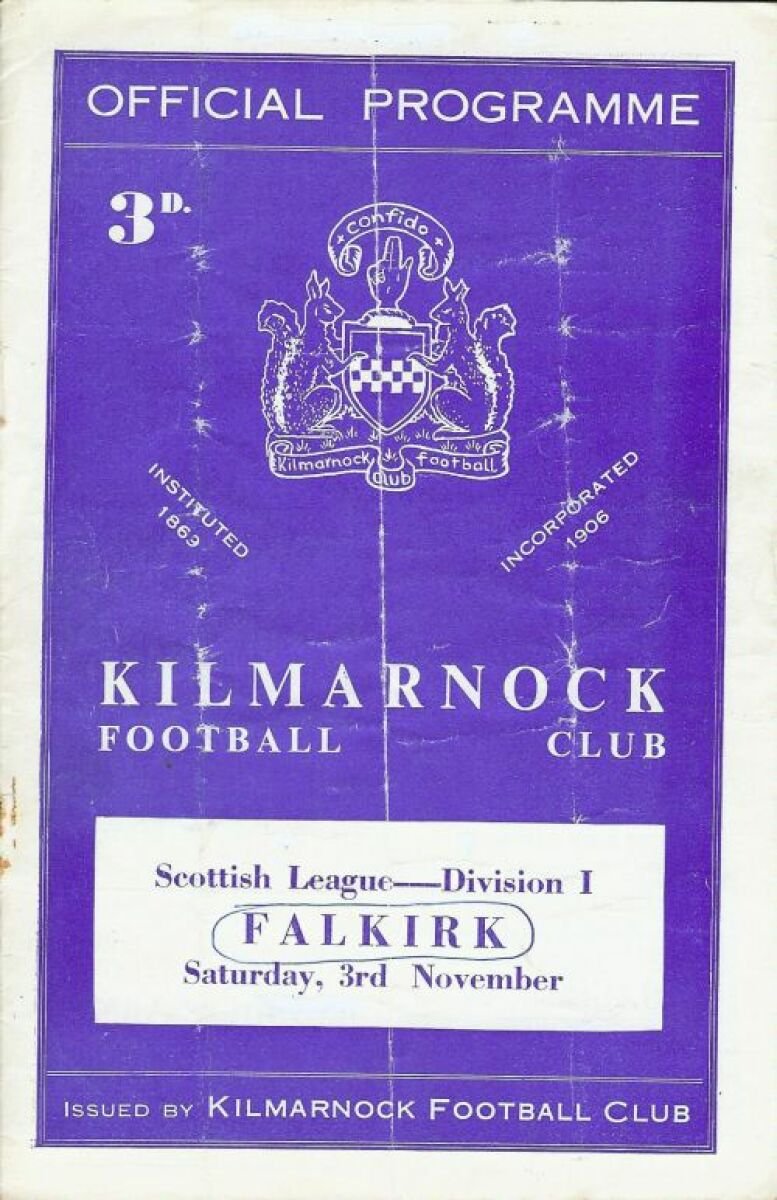 OFFICIAL PROGRAMME
3D.
+ Confido +
Kilmarnock Football
Club
INSTITUTED
1869
INCORPORATED
1906
KILMARNOCK
FOOTBALL CLUB
Scottish League—Division I
FALKIRK
Saturday, 3rd November
ISSUED BY KILMARNOCK FOOTBALL CLUB